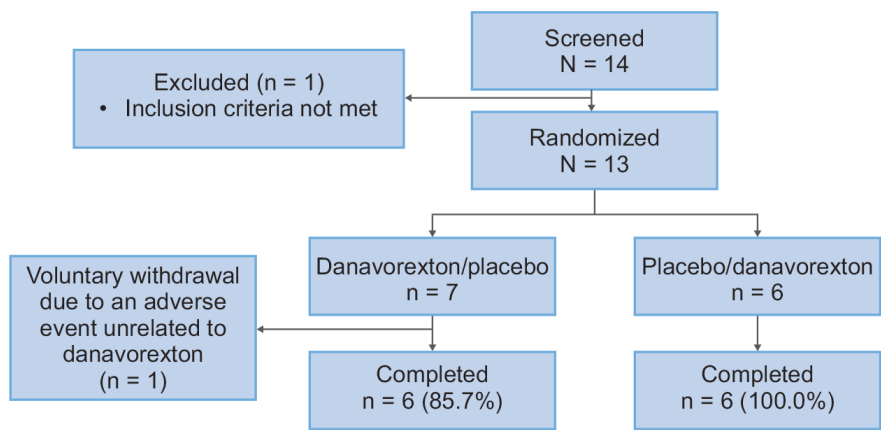 Screened
N = 14
Excluded (n = 1)
• Inclusion criteria not met
Randomized
N = 13
Danavorexton/placebo
n = 7
Placebo/danavorexton
n = 6
Voluntary withdrawal
due to an adverse
event unrelated to
danavorexton
(n = 1)
Completed
n = 6 (85.7%)
Completed
n = 6 (100.0%)